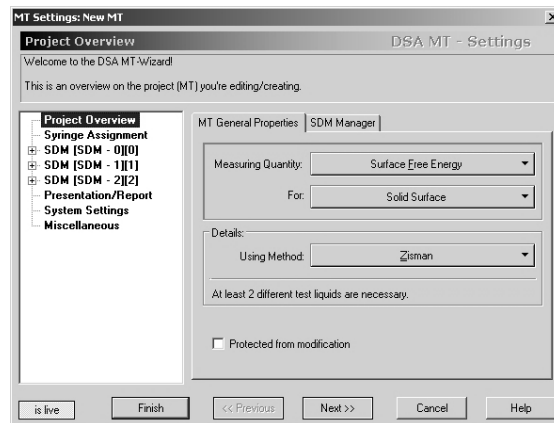 MT Settings: New MT
Project Overview
DSA MT - Settings
Welcome to the DSA MT-Wizard!
This is an overview on the project (MT) you're editing/creating.
Project Overview
Syringe Assignment
SDM [SDM - 0][0]
SDM [SDM - 1][1]
SDM [SDM - 2][2]
Presentation/Report
System Settings
Miscellaneous
MT General Properties
SDM Manager
Measuring Quantity:
Surface Free Energy
For:
Solid Surface
Details:
Using Method:
Zisman
At least 2 different test liquids are necessary.
Protected from modification
is live
Finish
<< Previous
Next >>
Cancel
Help